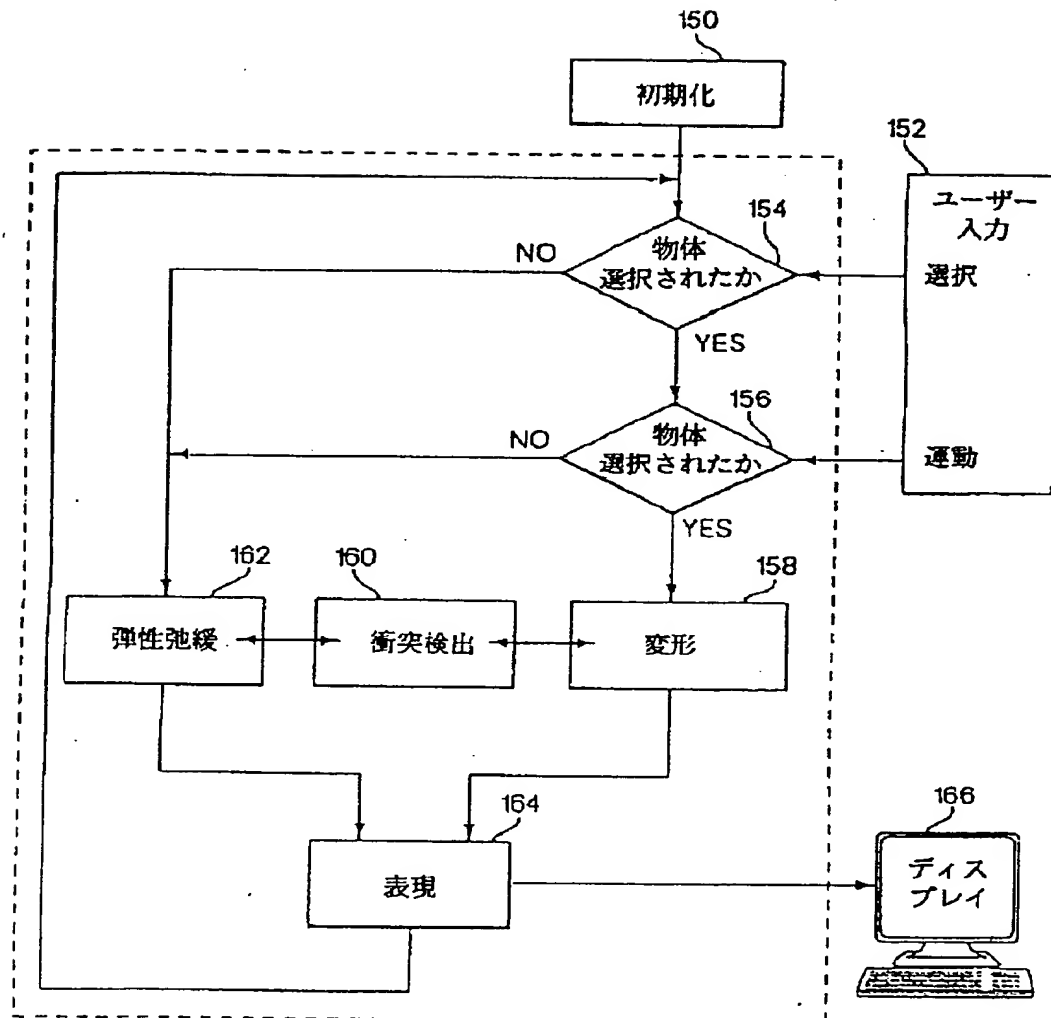 150
初期化
152
ユーザー
入力
選択
運動
154
物体
選択されたか
NO
YES
156
物体
選択されたか
NO
YES
162
弾性弛緩
160
衝突検出
158
変形
164
表現
166
ディス
プレイ